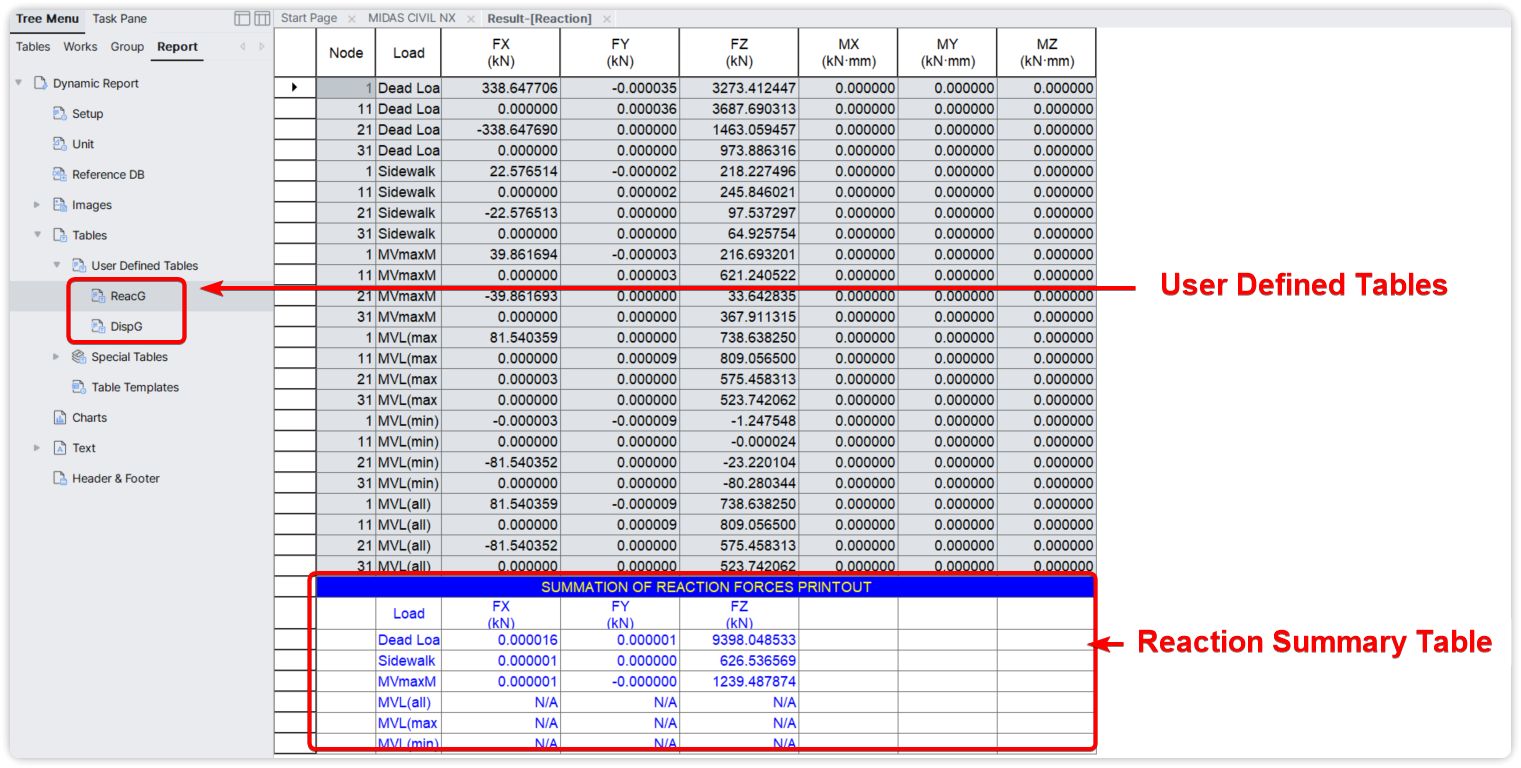 Tree Menu Task Pane
Start Page MIDAS CIVIL NX Result-[Reaction]
Tables Works Group Report
Dynamic Report
Setup
Unit
Reference DB
Images
Tables
User Defined Tables
ReacG
DispG
Special Tables
Table Templates
Charts
Text
Header & Footer
Node Load FX (kN) FY (kN) FZ (kN) MX (kN·mm) MY (kN·mm) MZ (kN·mm)
1 Dead Loa 338.647706 -0.000035 3273.412447 0.000000 0.000000 0.000000
11 Dead Loa 0.000000 0.000036 3687.690313 0.000000 0.000000 0.000000
21 Dead Loa -338.647690 0.000000 1463.059457 0.000000 0.000000 0.000000
31 Dead Loa 0.000000 0.000000 973.886316 0.000000 0.000000 0.000000
1 Sidewalk 22.576514 -0.000002 218.227496 0.000000 0.000000 0.000000
11 Sidewalk 0.000000 0.000002 245.846021 0.000000 0.000000 0.000000
21 Sidewalk -22.576513 0.000000 97.537297 0.000000 0.000000 0.000000
31 Sidewalk 0.000000 0.000000 64.925754 0.000000 0.000000 0.000000
1 MVmaxM 39.861694 -0.000003 216.693201 0.000000 0.000000 0.000000
11 MVmaxM 0.000000 0.000003 621.240522 0.000000 0.000000 0.000000
21 MVmaxM -39.861693 0.000000 33.642835 0.000000 0.000000 0.000000
31 MVmaxM 0.000000 0.000000 367.911315 0.000000 0.000000 0.000000
1 MVL(max 81.540359 0.000000 738.638250 0.000000 0.000000 0.000000
11 MVL(max 0.000000 0.000009 809.056500 0.000000 0.000000 0.000000
21 MVL(max 0.000003 0.000000 575.458313 0.000000 0.000000 0.000000
31 MVL(max 0.000000 0.000000 523.742062 0.000000 0.000000 0.000000
1 MVL(min) -0.000003 -0.000009 -1.247548 0.000000 0.000000 0.000000
11 MVL(min) 0.000000 0.000000 -0.000024 0.000000 0.000000 0.000000
21 MVL(min) -81.540352 0.000000 -23.220104 0.000000 0.000000 0.000000
31 MVL(min) 0.000000 0.000000 -80.280344 0.000000 0.000000 0.000000
1 MVL(all) 81.540359 -0.000009 738.638250 0.000000 0.000000 0.000000
11 MVL(all) 0.000000 0.000009 809.056500 0.000000 0.000000 0.000000
21 MVL(all) -81.540352 0.000000 575.458313 0.000000 0.000000 0.000000
31 MVL(all) 0.000000 0.000000 523.742062 0.000000 0.000000 0.000000
SUMMATION OF REACTION FORCES PRINTOUT
Load FX (kN) FY (kN) FZ (kN)
Dead Loa 0.000016 0.000001 9398.048533
Sidewalk 0.000001 0.000000 626.536569
MVmaxM 0.000001 -0.000000 1239.487874
MVL(all) N/A N/A N/A
MVL(max N/A N/A N/A
MVL(min) N/A N/A N/A
User Defined Tables
Reaction Summary Table